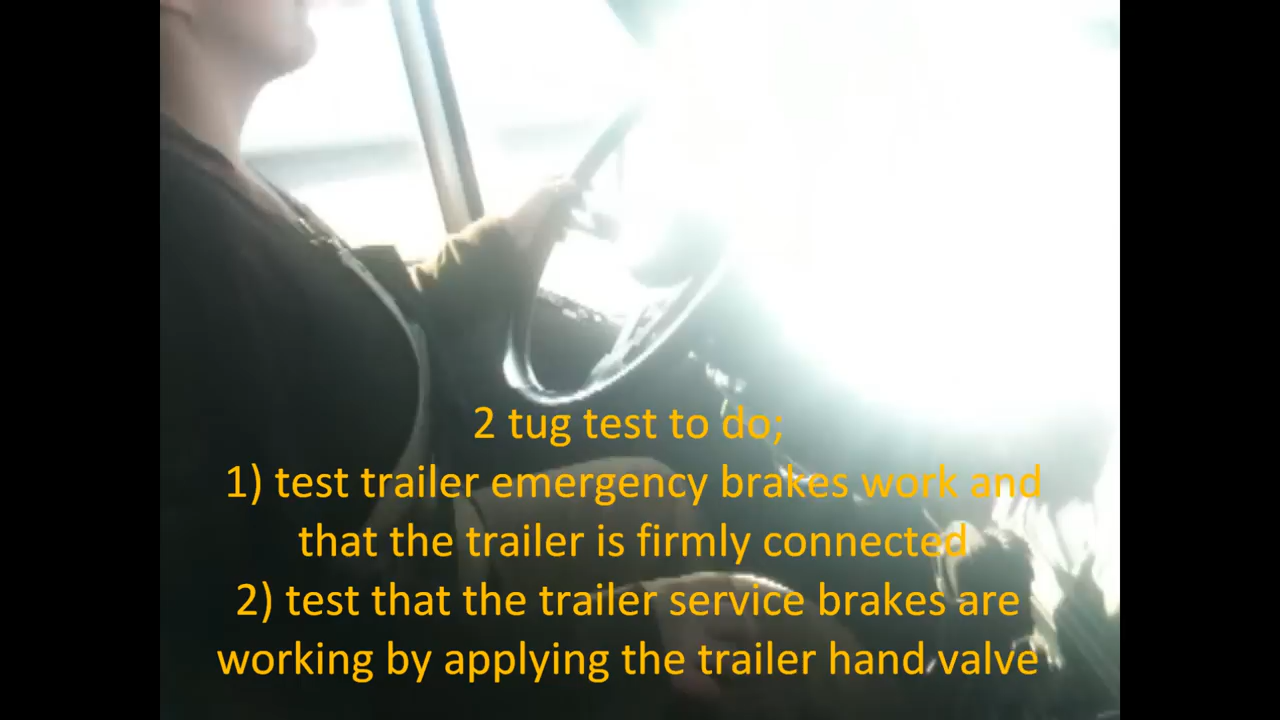 2 tug test to do;
1) test trailer emergency brakes work and
that the trailer is firmly connected
2) test that the trailer service brakes are
working by applying the trailer hand valve